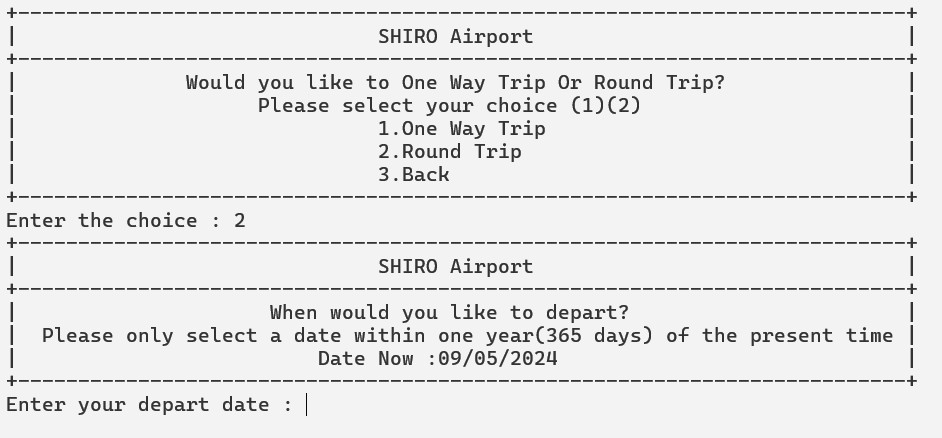 SHIRO Airport
Would you like to One Way Trip Or Round Trip?
Please select your choice (1)(2)
1.One Way Trip
2.Round Trip
3.Back
Enter the choice : 2
SHIRO Airport
When would you like to depart?
Please only select a date within one year(365 days) of the present time
Date Now :09/05/2024
Enter your depart date :